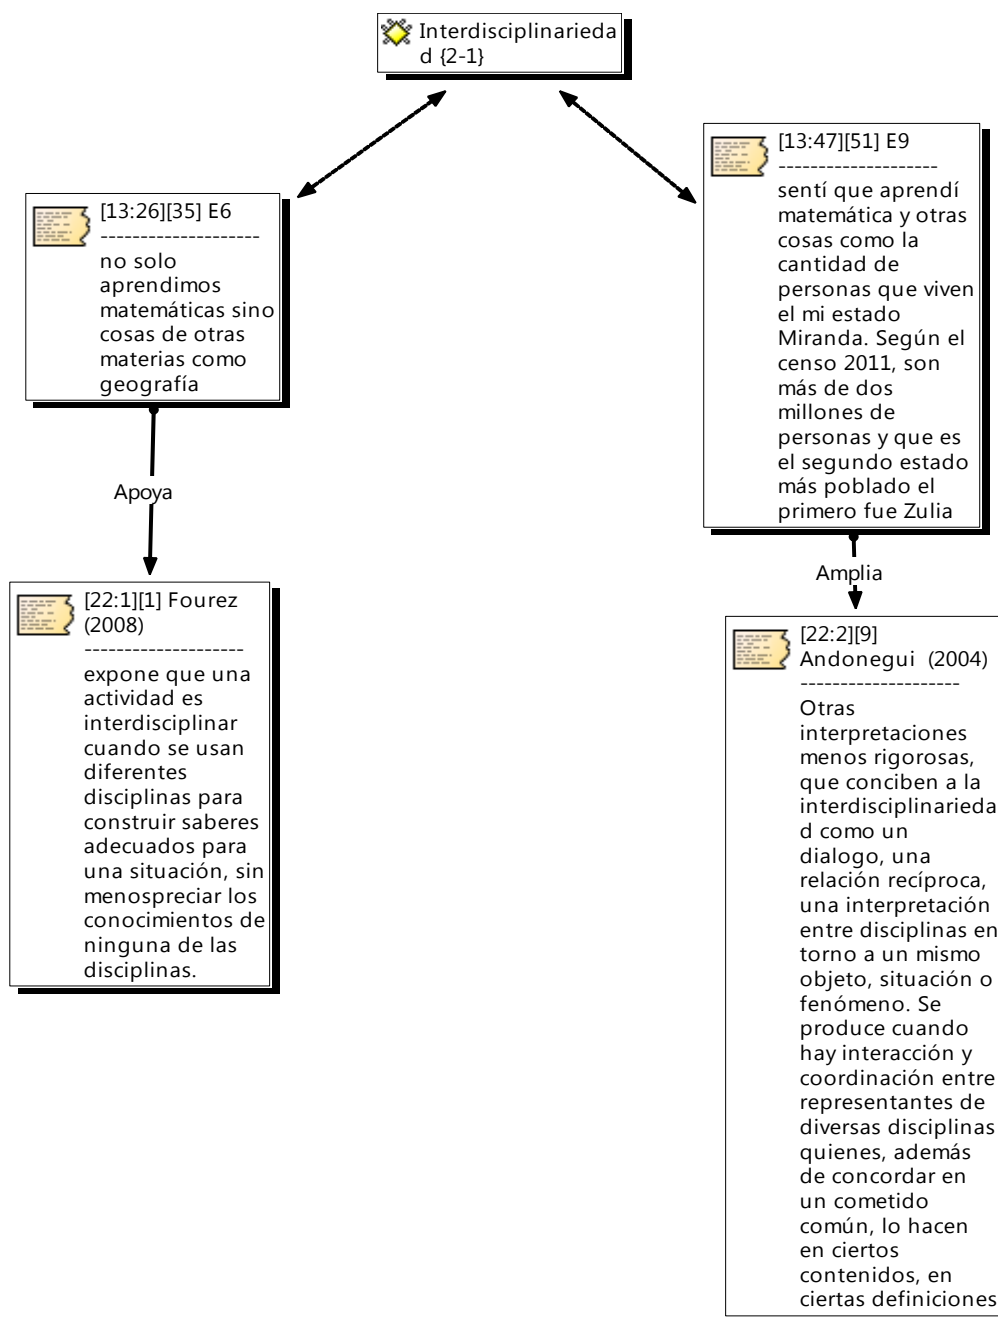 Interdisciplinarieda
d {2-1}
[13:26][35] E6
--------------------
no solo
aprendimos
matemáticas sino
cosas de otras
materias como
geografía
Apoya
[22:1][1] Fourez
(2008)
--------------------
expone que una
actividad es
interdisciplinar
cuando se usan
diferentes
disciplinas para
construir saberes
adecuados para
una situación, sin
menospreciar los
conocimientos de
ninguna de las
disciplinas.
[13:47][51] E9
--------------------
sentí que aprendí
matemática y otras
cosas como la
cantidad de
personas que viven
el mi estado
Miranda. Según el
censo 2011, son
más de dos
millones de
personas y que es
el segundo estado
más poblado el
primero fue Zulia
Amplia
[22:2][9]
Andonegui  (2004)
--------------------
Otras
interpretaciones
menos rigorosas,
que conciben a la
interdisciplinarieda
d como un
dialogo, una
relación recíproca,
una interpretación
entre disciplinas en
torno a un mismo
objeto, situación o
fenómeno. Se
produce cuando
hay interacción y
coordinación entre
representantes de
diversas disciplinas
quienes, además
de concordar en
un cometido
común, lo hacen
en ciertos
contenidos, en
ciertas definiciones